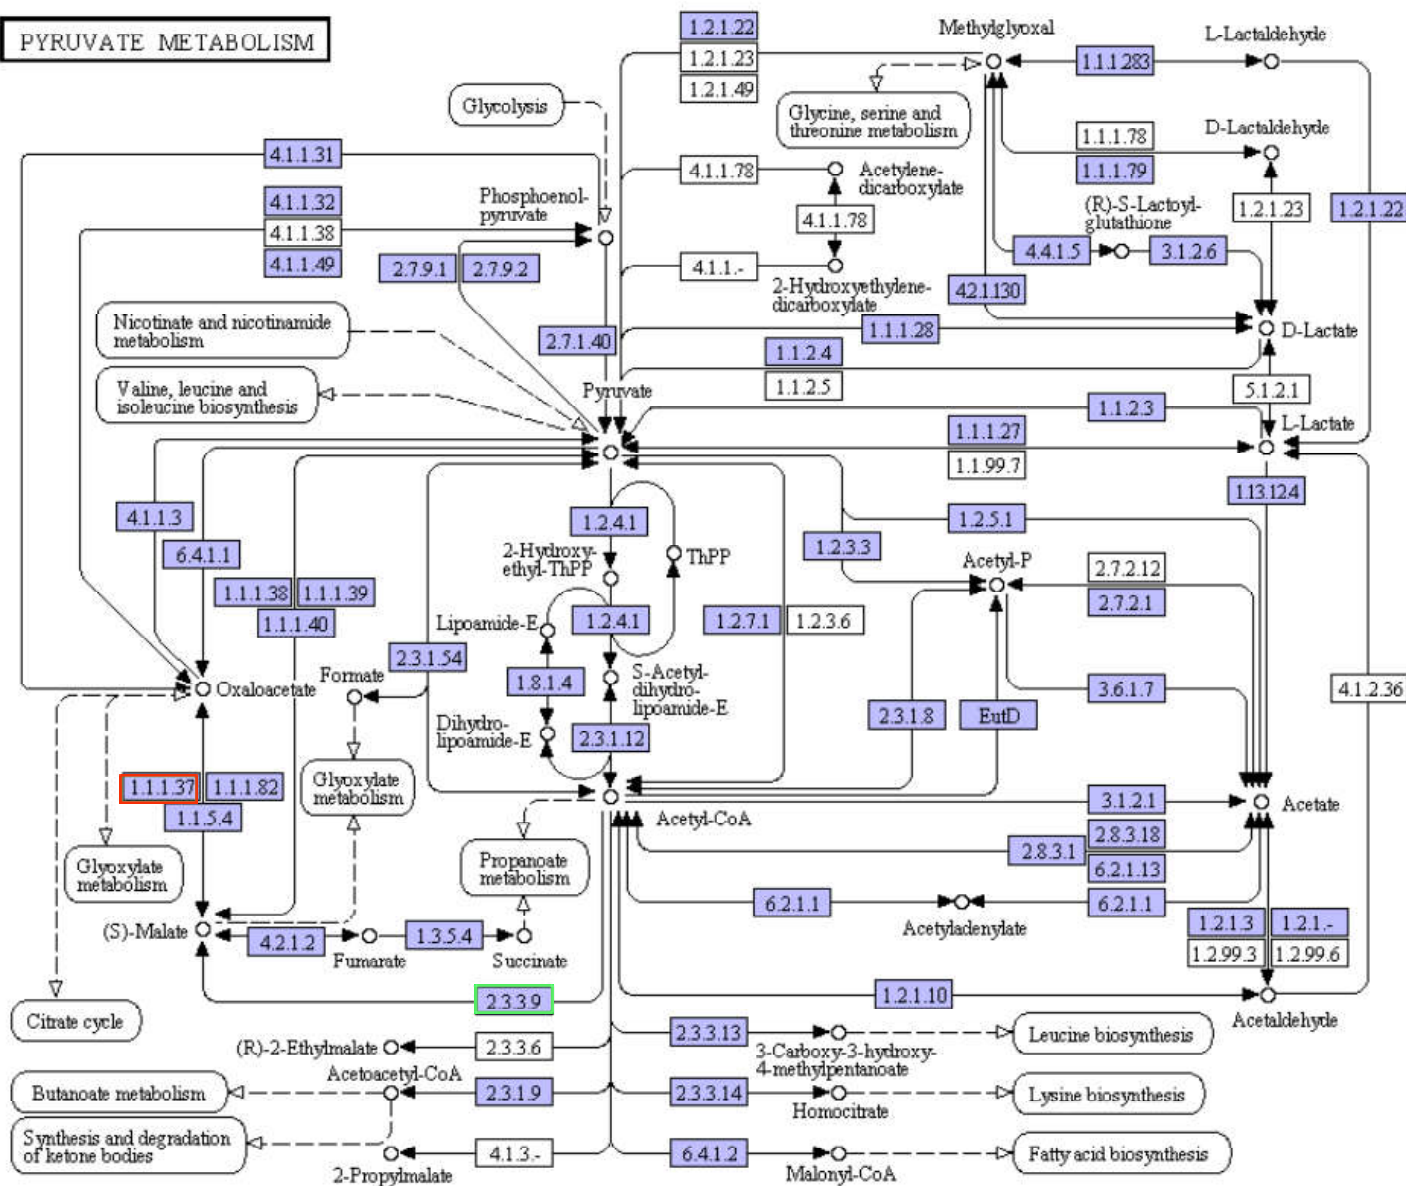 PYRUVATE METABOLISM
1.2.1.22
1.2.1.23
1.2.1.49
Methylglyoxal
1.1.1.283
L-Lactaldehyde
Glycolysis
Glycine, serine and
threonine metabolism
1.1.1.78
1.1.1.79
D-Lactaldehyde
4.1.1.31
4.1.1.32
4.1.1.38
4.1.1.49
Phosphoenol-
pyruvate
4.1.1.78
Acetylene-
dicarboxylate
4.1.1.78
(R)-S-Lactoyl-
glutathione
1.2.1.23
1.2.1.22
2.7.9.1
2.7.9.2
4.1.1.-
2-Hydroxyethylene-
dicarboxylate
4.4.1.5
3.1.2.6
4.2.1.130
Nicotinate and nicotinamide
metabolism
2.7.1.40
1.1.1.28
D-Lactate
1.1.2.4
1.1.2.5
Valine, leucine and
isoleucine biosynthesis
Pyruvate
5.1.2.1
1.1.2.3
L-Lactate
1.1.1.27
1.1.99.7
1.13.12.4
4.1.1.3
6.4.1.1
1.2.4.1
1.2.5.1
1.2.3.3
2-Hydroxy-
ethyl-ThPP
ThPP
Acetyl-P
2.7.2.12
2.7.2.1
1.1.1.38
1.1.1.39
1.1.1.40
Lipoamide-E
1.2.4.1
1.2.7.1
1.2.3.6
2.3.1.54
Formate
1.8.1.4
S-Acetyl-
dihydro-
lipoamide-E
Oxaloacetate
3.6.1.7
4.1.2.36
2.3.1.8
EutD
Dihydro-
lipoamide-E
2.3.1.12
1.1.1.37
1.1.1.82
1.1.5.4
Glyoxylate
metabolism
Acetyl-CoA
3.1.2.1
Acetate
2.8.3.18
2.8.3.1
6.2.1.13
Glyoxylate
metabolism
Propanoate
metabolism
6.2.1.1
Acetyladenylate
6.2.1.1
(S)-Malate
4.2.1.2
Fumarate
1.3.5.4
Succinate
1.2.1.3
1.2.1.-
1.2.99.3
1.2.99.6
2.3.3.9
1.2.1.10
Acetaldehyde
Citrate cycle
2.3.3.13
3-Carboxy-3-hydroxy-
4-methylpentanoate
Leucine biosynthesis
(R)-2-Ethylmalate
2.3.3.6
Acetoacetyl-CoA
Butanoate metabolism
2.3.1.9
2.3.3.14
Homocitrate
Lysine biosynthesis
Synthesis and degradation
of ketone bodies
4.1.3.-
2-Propylmalate
6.4.1.2
Malonyl-CoA
Fatty acid biosynthesis